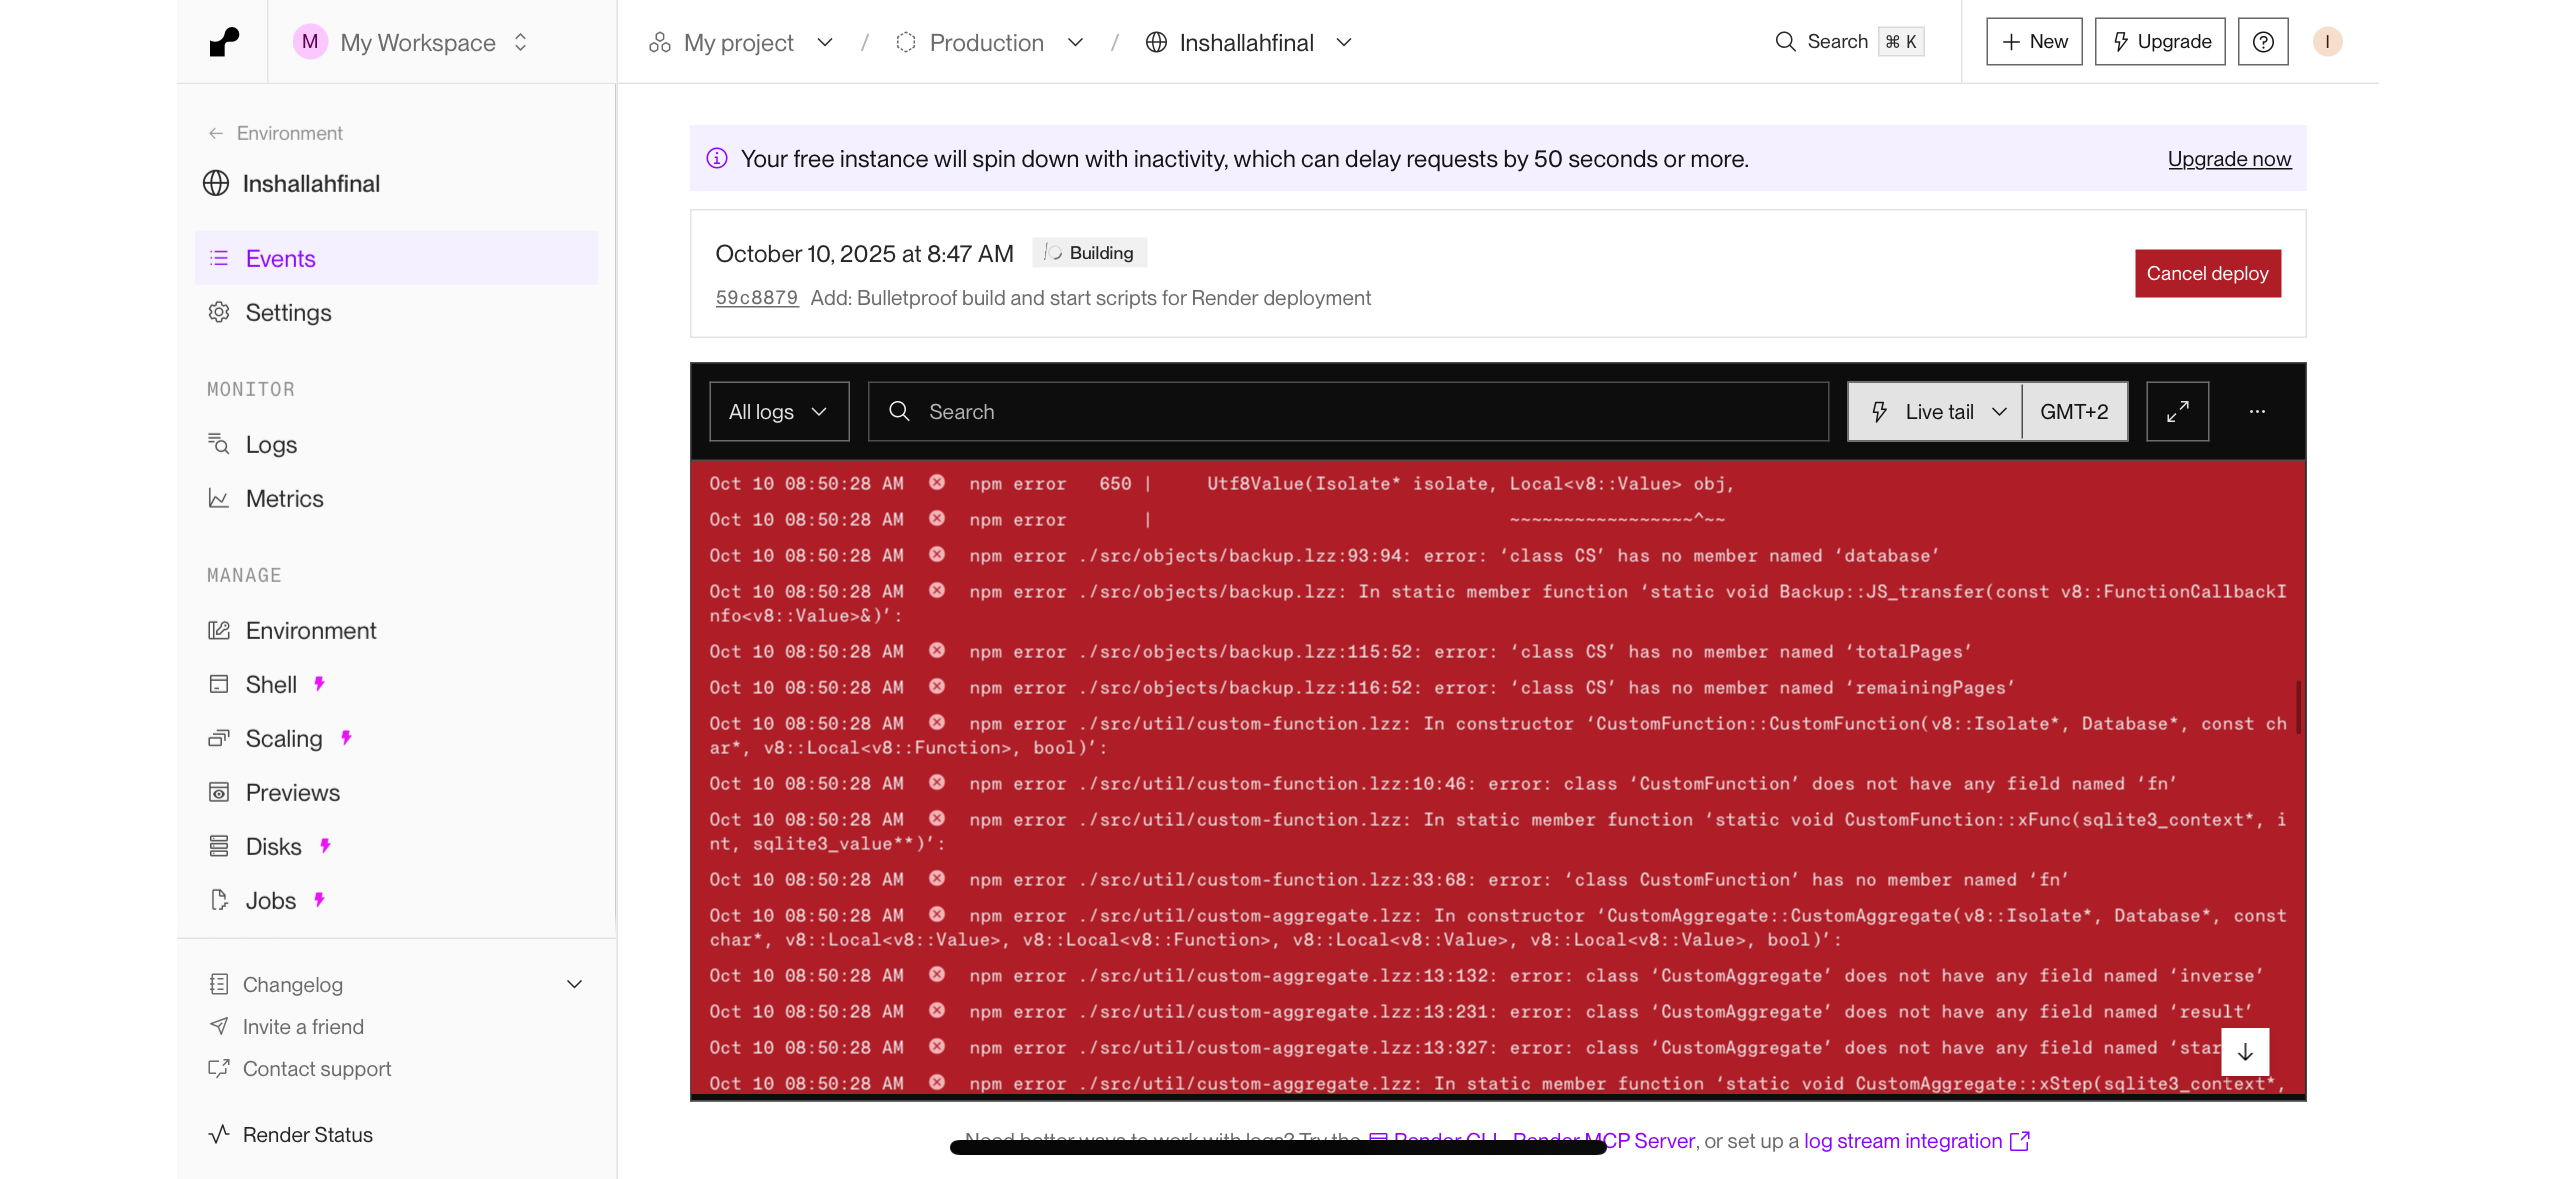 M My Workspace
My project / Production / Inshallahfinal
Search ⌘ K
+ New
Upgrade
I
← Environment
Inshallahfinal
Events
Settings
MONITOR
Logs
Metrics
MANAGE
Environment
Shell
Scaling
Previews
Disks
Jobs
Changelog
Invite a friend
Contact support
Render Status
Your free instance will spin down with inactivity, which can delay requests by 50 seconds or more.
Upgrade now
October 10, 2025 at 8:47 AM Building
59c8879 Add: Bulletproof build and start scripts for Render deployment
Cancel deploy
All logs
Search
Live tail
GMT+2
Oct 10 08:50:28 AM npm error 650 | Utf8Value(Isolate* isolate, Local<v8::Value> obj,
Oct 10 08:50:28 AM npm error | ~~~~~~~~~~~~~~~~~^~~
Oct 10 08:50:28 AM npm error ./src/objects/backup.lzz:93:94: error: ‘class CS’ has no member named ‘database’
Oct 10 08:50:28 AM npm error ./src/objects/backup.lzz: In static member function ‘static void Backup::JS_transfer(const v8::FunctionCallbackI
nfo<v8::Value>&)’:
Oct 10 08:50:28 AM npm error ./src/objects/backup.lzz:115:52: error: ‘class CS’ has no member named ‘totalPages’
Oct 10 08:50:28 AM npm error ./src/objects/backup.lzz:116:52: error: ‘class CS’ has no member named ‘remainingPages’
Oct 10 08:50:28 AM npm error ./src/util/custom-function.lzz: In constructor ‘CustomFunction::CustomFunction(v8::Isolate*, Database*, const ch
ar*, v8::Local<v8::Function>, bool)’:
Oct 10 08:50:28 AM npm error ./src/util/custom-function.lzz:10:46: error: class ‘CustomFunction’ does not have any field named ‘fn’
Oct 10 08:50:28 AM npm error ./src/util/custom-function.lzz: In static member function ‘static void CustomFunction::xFunc(sqlite3_context*, i
nt, sqlite3_value**)’:
Oct 10 08:50:28 AM npm error ./src/util/custom-function.lzz:33:68: error: ‘class CustomFunction’ has no member named ‘fn’
Oct 10 08:50:28 AM npm error ./src/util/custom-aggregate.lzz: In constructor ‘CustomAggregate::CustomAggregate(v8::Isolate*, Database*, const
char*, v8::Local<v8::Value>, v8::Local<v8::Function>, v8::Local<v8::Value>, v8::Local<v8::Value>, bool)’:
Oct 10 08:50:28 AM npm error ./src/util/custom-aggregate.lzz:13:132: error: class ‘CustomAggregate’ does not have any field named ‘inverse’
Oct 10 08:50:28 AM npm error ./src/util/custom-aggregate.lzz:13:231: error: class ‘CustomAggregate’ does not have any field named ‘result’
Oct 10 08:50:28 AM npm error ./src/util/custom-aggregate.lzz:13:327: error: class ‘CustomAggregate’ does not have any field named ‘star
Oct 10 08:50:28 AM npm error ./src/util/custom-aggregate.lzz: In static member function ‘static void CustomAggregate::xStep(sqlite3_context*,
Need better ways to work with logs? Try the Render CLI, Render MCP Server, or set up a log stream integration